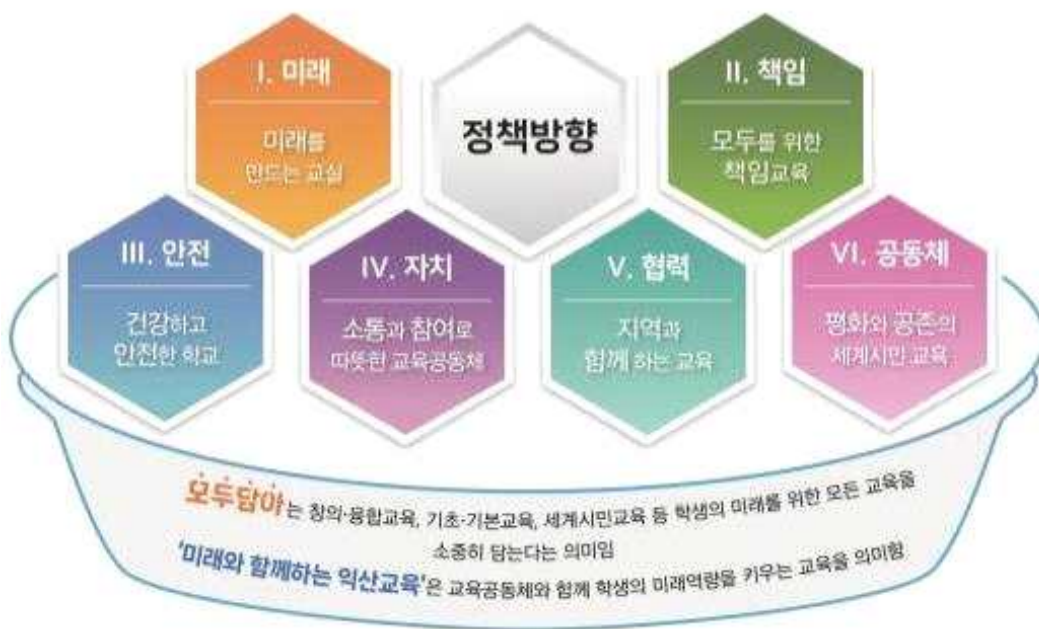 I. 미래
미래를
만드는 교실
정책방향
II. 책임
모두를 위한
책임교육
III. 안전
건강하고
안전한 학교
IV. 자치
소통과 참여로
따뜻한 교육공동체
V. 협력
지역과
함께 하는 교육
VI. 공동체
평화와 공존의
세계시민 교육
모두담아는 창의·융합교육, 기초·기본교육, 세계시민교육 등 학생의 미래를 위한 모든 교육을
소중히 담는다는 의미임
'미래와 함께하는 익산교육'은 교육공동체와 함께 학생의 미래역량을 키우는 교육을 의미함